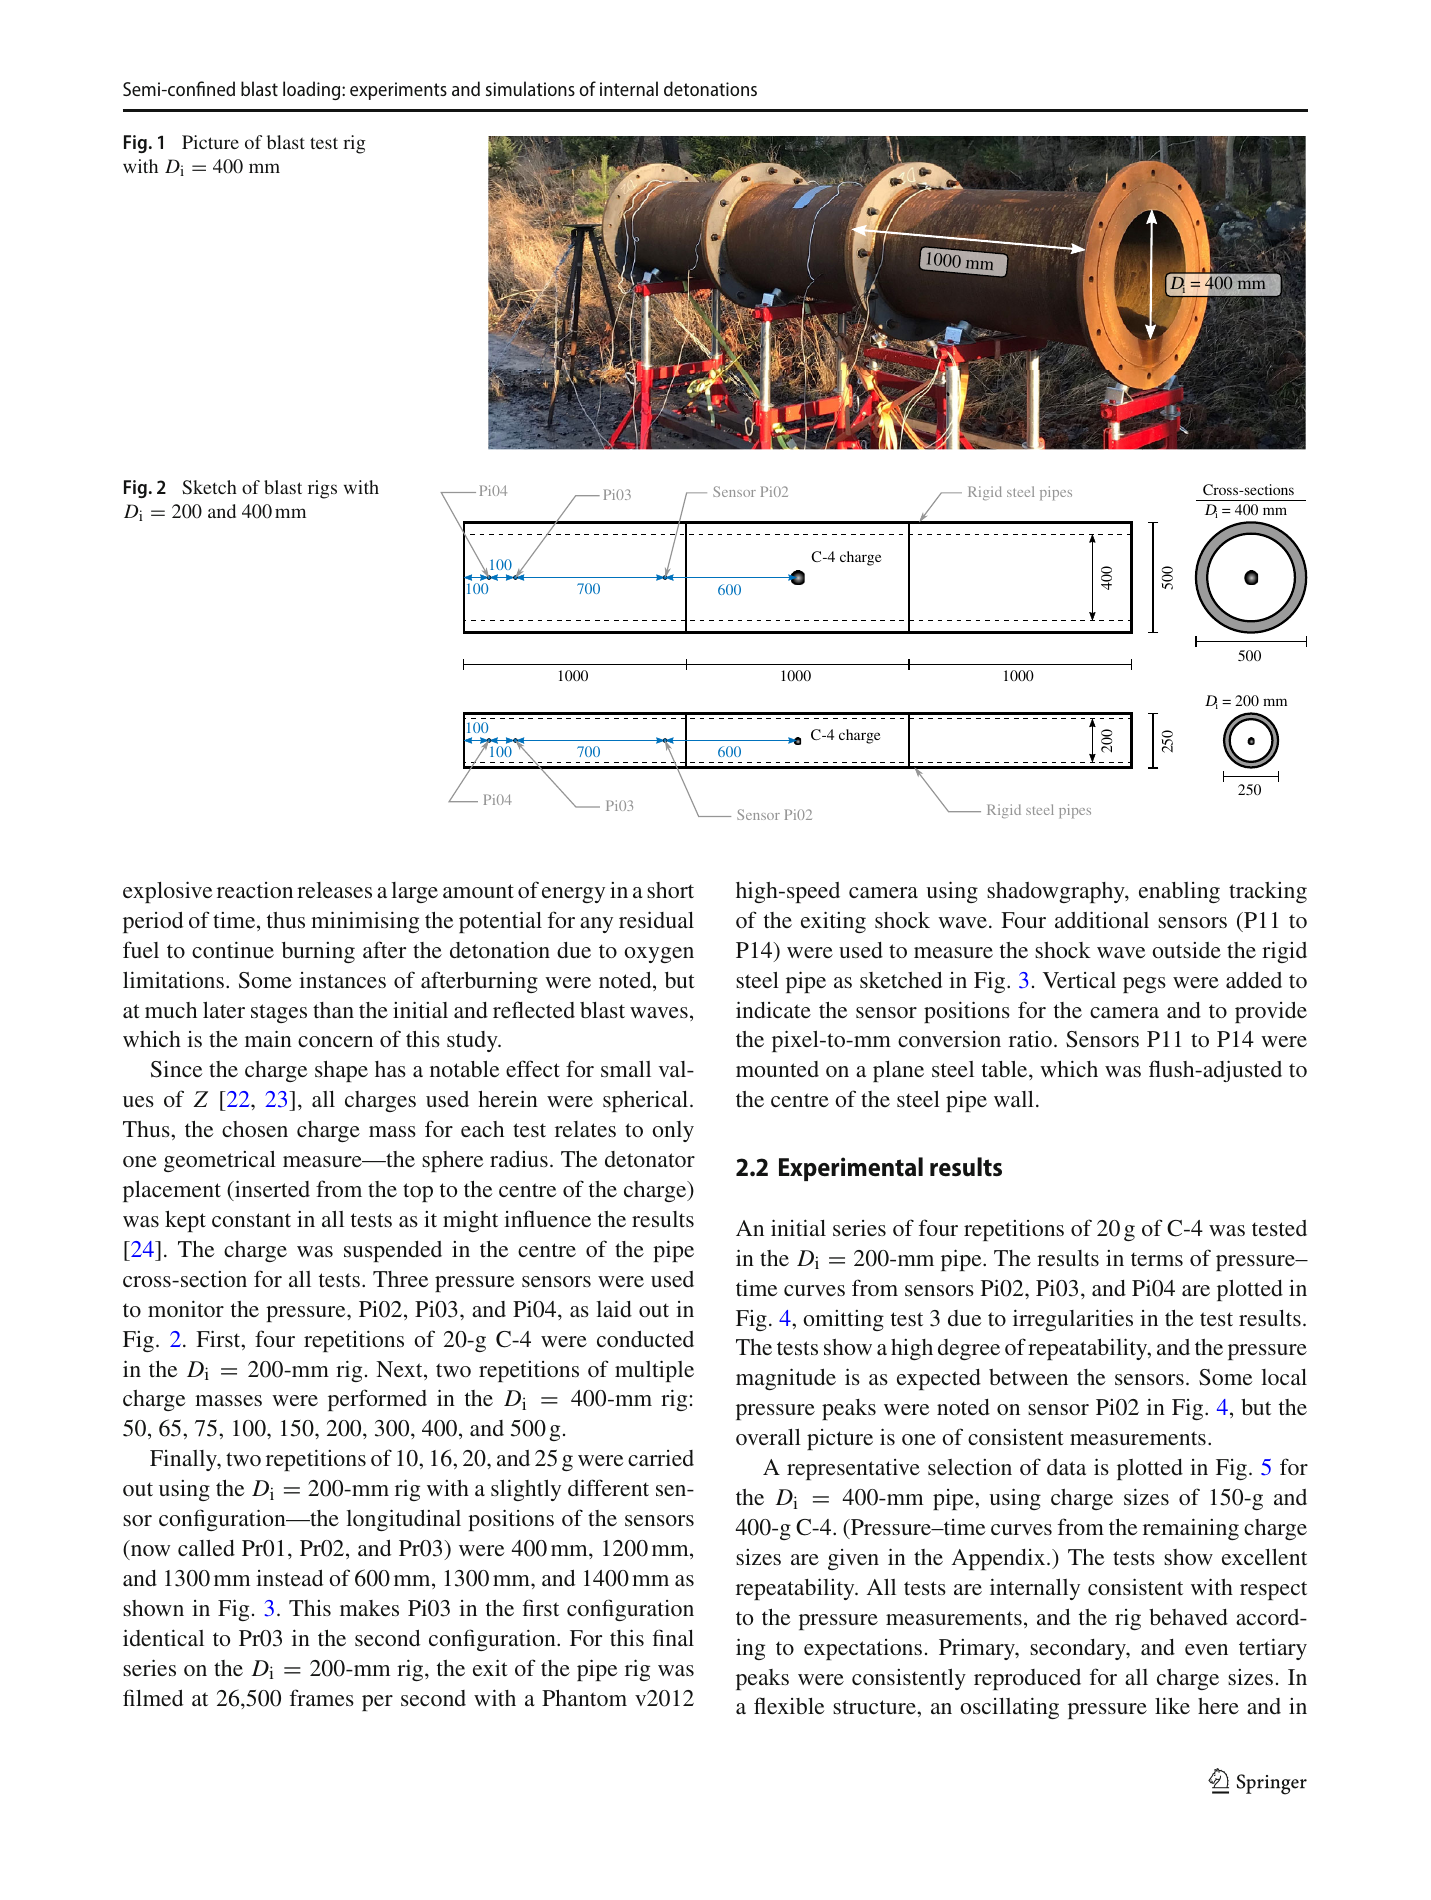 Semi-confined blast loading: experiments and simulations of internal detonations
Fig. 1 Picture of blast test rig
with Di = 400 mm
1000 mm
Di = 400 mm
Fig. 2 Sketch of blast rigs with
Di = 200 and 400 mm
Pi04
Pi03
Sensor Pi02
Rigid steel pipes
Cross-sections
Di = 400 mm
C-4 charge
100
100
700
600
400
500
500
1000
1000
1000
Di = 200 mm
100
C-4 charge
100
700
600
200
250
250
Pi04
Pi03
Sensor Pi02
Rigid steel pipes
explosive reaction releases a large amount of energy in a short
period of time, thus minimising the potential for any residual
fuel to continue burning after the detonation due to oxygen
limitations. Some instances of afterburning were noted, but
at much later stages than the initial and reflected blast waves,
which is the main concern of this study.
Since the charge shape has a notable effect for small val-
ues of Z [22, 23], all charges used herein were spherical.
Thus, the chosen charge mass for each test relates to only
one geometrical measure—the sphere radius. The detonator
placement (inserted from the top to the centre of the charge)
was kept constant in all tests as it might influence the results
[24]. The charge was suspended in the centre of the pipe
cross-section for all tests. Three pressure sensors were used
to monitor the pressure, Pi02, Pi03, and Pi04, as laid out in
Fig. 2. First, four repetitions of 20-g C-4 were conducted
in the Di = 200-mm rig. Next, two repetitions of multiple
charge masses were performed in the Di = 400-mm rig:
50, 65, 75, 100, 150, 200, 300, 400, and 500 g.
Finally, two repetitions of 10, 16, 20, and 25 g were carried
out using the Di = 200-mm rig with a slightly different sen-
sor configuration—the longitudinal positions of the sensors
(now called Pr01, Pr02, and Pr03) were 400 mm, 1200 mm,
and 1300 mm instead of 600 mm, 1300 mm, and 1400 mm as
shown in Fig. 3. This makes Pi03 in the first configuration
identical to Pr03 in the second configuration. For this final
series on the Di = 200-mm rig, the exit of the pipe rig was
filmed at 26,500 frames per second with a Phantom v2012
high-speed camera using shadowgraphy, enabling tracking
of the exiting shock wave. Four additional sensors (P11 to
P14) were used to measure the shock wave outside the rigid
steel pipe as sketched in Fig. 3. Vertical pegs were added to
indicate the sensor positions for the camera and to provide
the pixel-to-mm conversion ratio. Sensors P11 to P14 were
mounted on a plane steel table, which was flush-adjusted to
the centre of the steel pipe wall.
2.2 Experimental results
An initial series of four repetitions of 20 g of C-4 was tested
in the Di = 200-mm pipe. The results in terms of pressure–
time curves from sensors Pi02, Pi03, and Pi04 are plotted in
Fig. 4, omitting test 3 due to irregularities in the test results.
The tests show a high degree of repeatability, and the pressure
magnitude is as expected between the sensors. Some local
pressure peaks were noted on sensor Pi02 in Fig. 4, but the
overall picture is one of consistent measurements.
A representative selection of data is plotted in Fig. 5 for
the Di = 400-mm pipe, using charge sizes of 150-g and
400-g C-4. (Pressure–time curves from the remaining charge
sizes are given in the Appendix.) The tests show excellent
repeatability. All tests are internally consistent with respect
to the pressure measurements, and the rig behaved accord-
ing to expectations. Primary, secondary, and even tertiary
peaks were consistently reproduced for all charge sizes. In
a flexible structure, an oscillating pressure like here and in
Springer